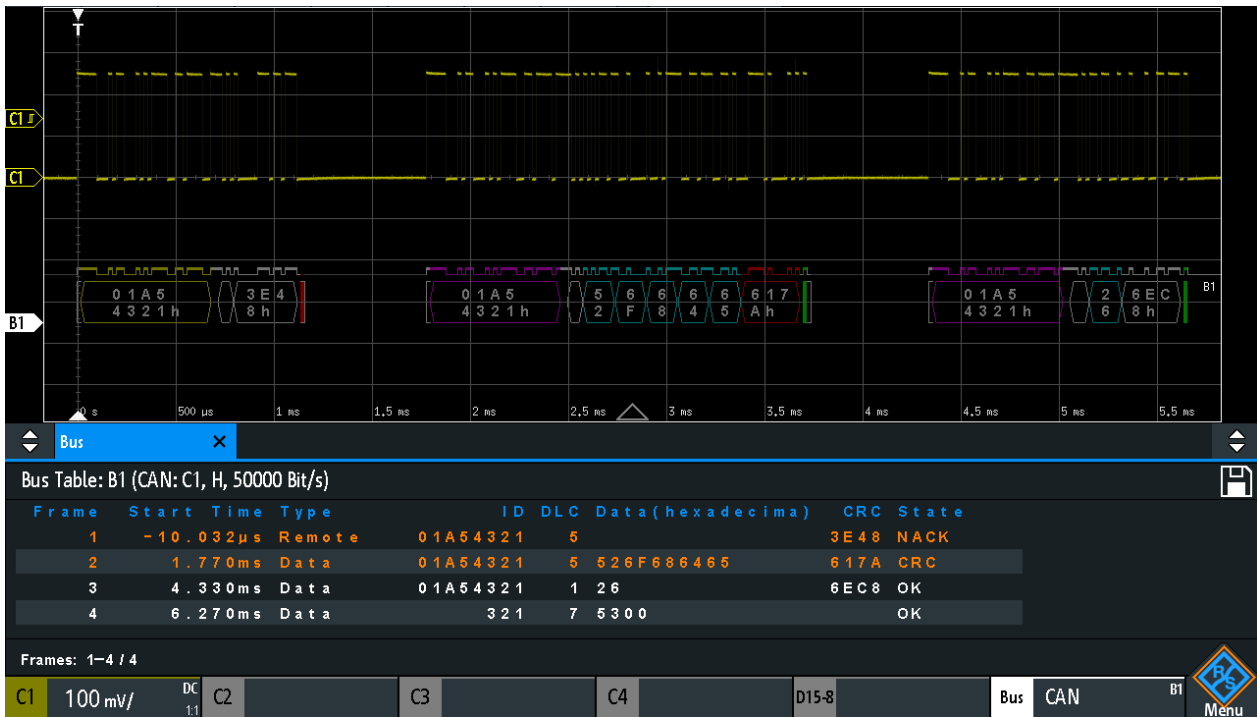 T
C1
C1
01A5
4321h
3E4
8h
01A5
4321h
5
2
6
F
6
8
6
4
6
5
617
Ah
01A5
4321h
2
6
6EC
8h
B1
B1
0 s 500 µs 1 ms 1.5 ms 2 ms 2.5 ms 3 ms 3.5 ms 4 ms 4.5 ms 5 ms 5.5 ms
Bus ×
Bus Table: B1 (CAN: C1, H, 50000 Bit/s)
Frame Start Time Type ID DLC Data(hexadecima) CRC State
1 -10.032µs Remote 01A54321 5 3E48 NACK
2 1.770ms Data 01A54321 5 526F686465 617A CRC
3 4.330ms Data 01A54321 1 26 6EC8 OK
4 6.270ms Data 321 7 5300 OK
Frames: 1–4 / 4
C1 100 mV/ DC 1:1 C2 C3 C4 D15-8 Bus CAN B1
R&S
Menu